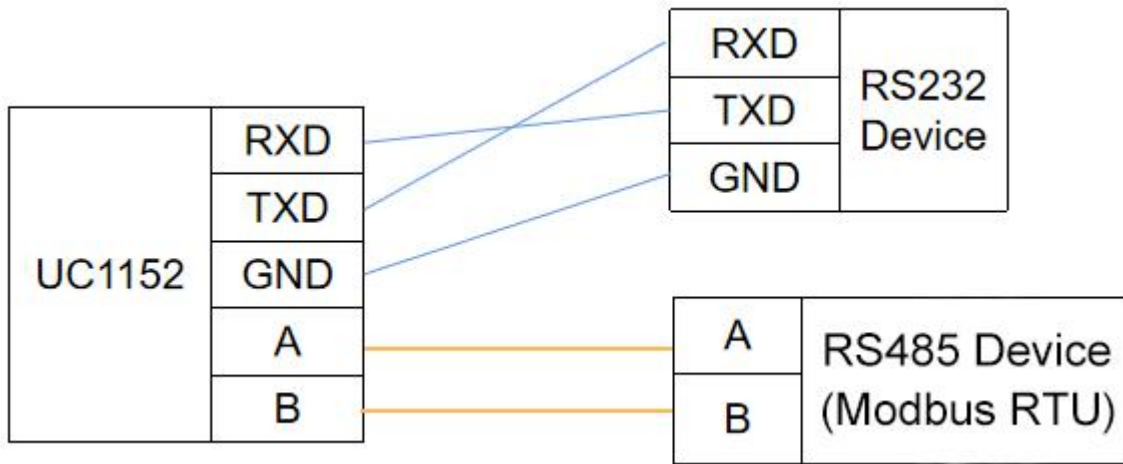 UC1152
RXD
TXD
GND
A
B
RXD
TXD
GND
RS232
Device
A
B
RS485 Device
(Modbus RTU)